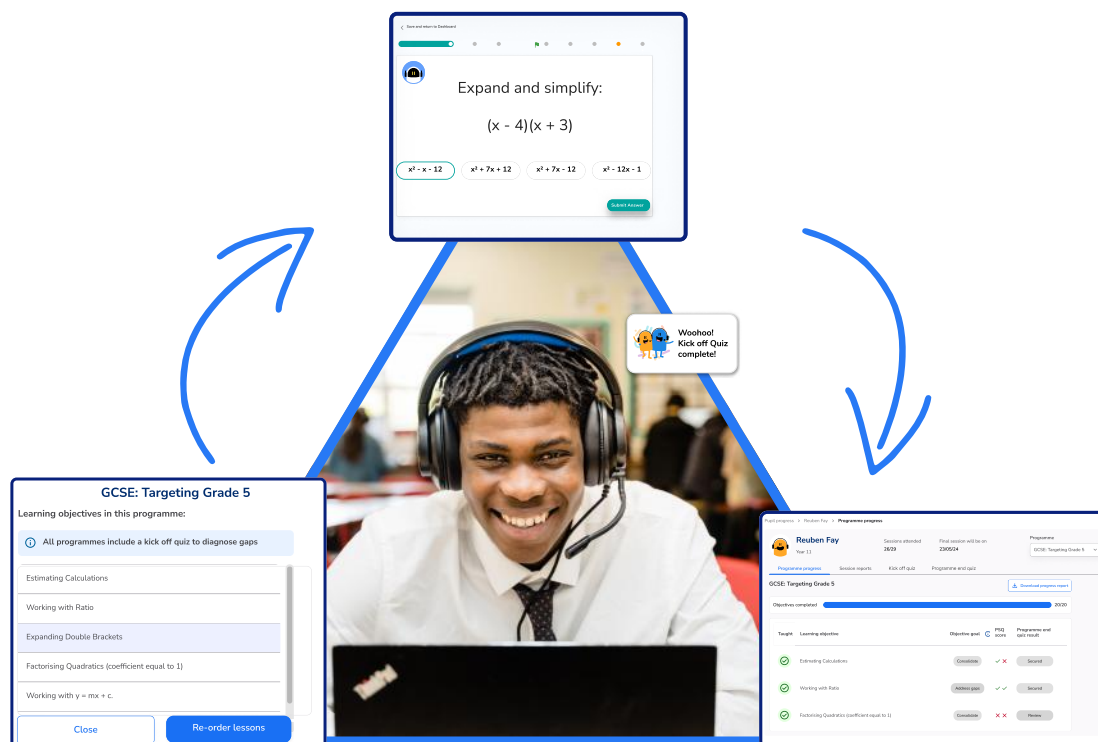 Save and return to Dashboard
Expand and simplify:
(x - 4)(x + 3)
x² - x - 12
x² + 7x + 12
x² + 7x - 12
x² - 12x - 1
Submit Answer
Woohoo!
Kick off Quiz
complete!
GCSE: Targeting Grade 5
Learning objectives in this programme:
All programmes include a kick off quiz to diagnose gaps
Estimating Calculations
Working with Ratio
Expanding Double Brackets
Factorising Quadratics (coefficient equal to 1)
Working with y = mx + c.
Close
Re-order lessons
ThinkPad
Pupil progress > Reuben Fay > Programme progress
Reuben Fay
Year 11
Sessions attended
26/29
Final session will be on
23/05/24
Programme
GCSE: Targeting Grade 5
Programme progress
Session reports
Kick off quiz
Programme end quiz
GCSE: Targeting Grade 5
Download progress report
Objectives completed
20/20
Taught
Learning objective
Objective goal
PSQ
score
Programme end
quiz result
Estimating Calculations
Consolidate
Secured
Working with Ratio
Address gaps
Secured
Factorising Quadratics (coefficient equal to 1)
Consolidate
Review